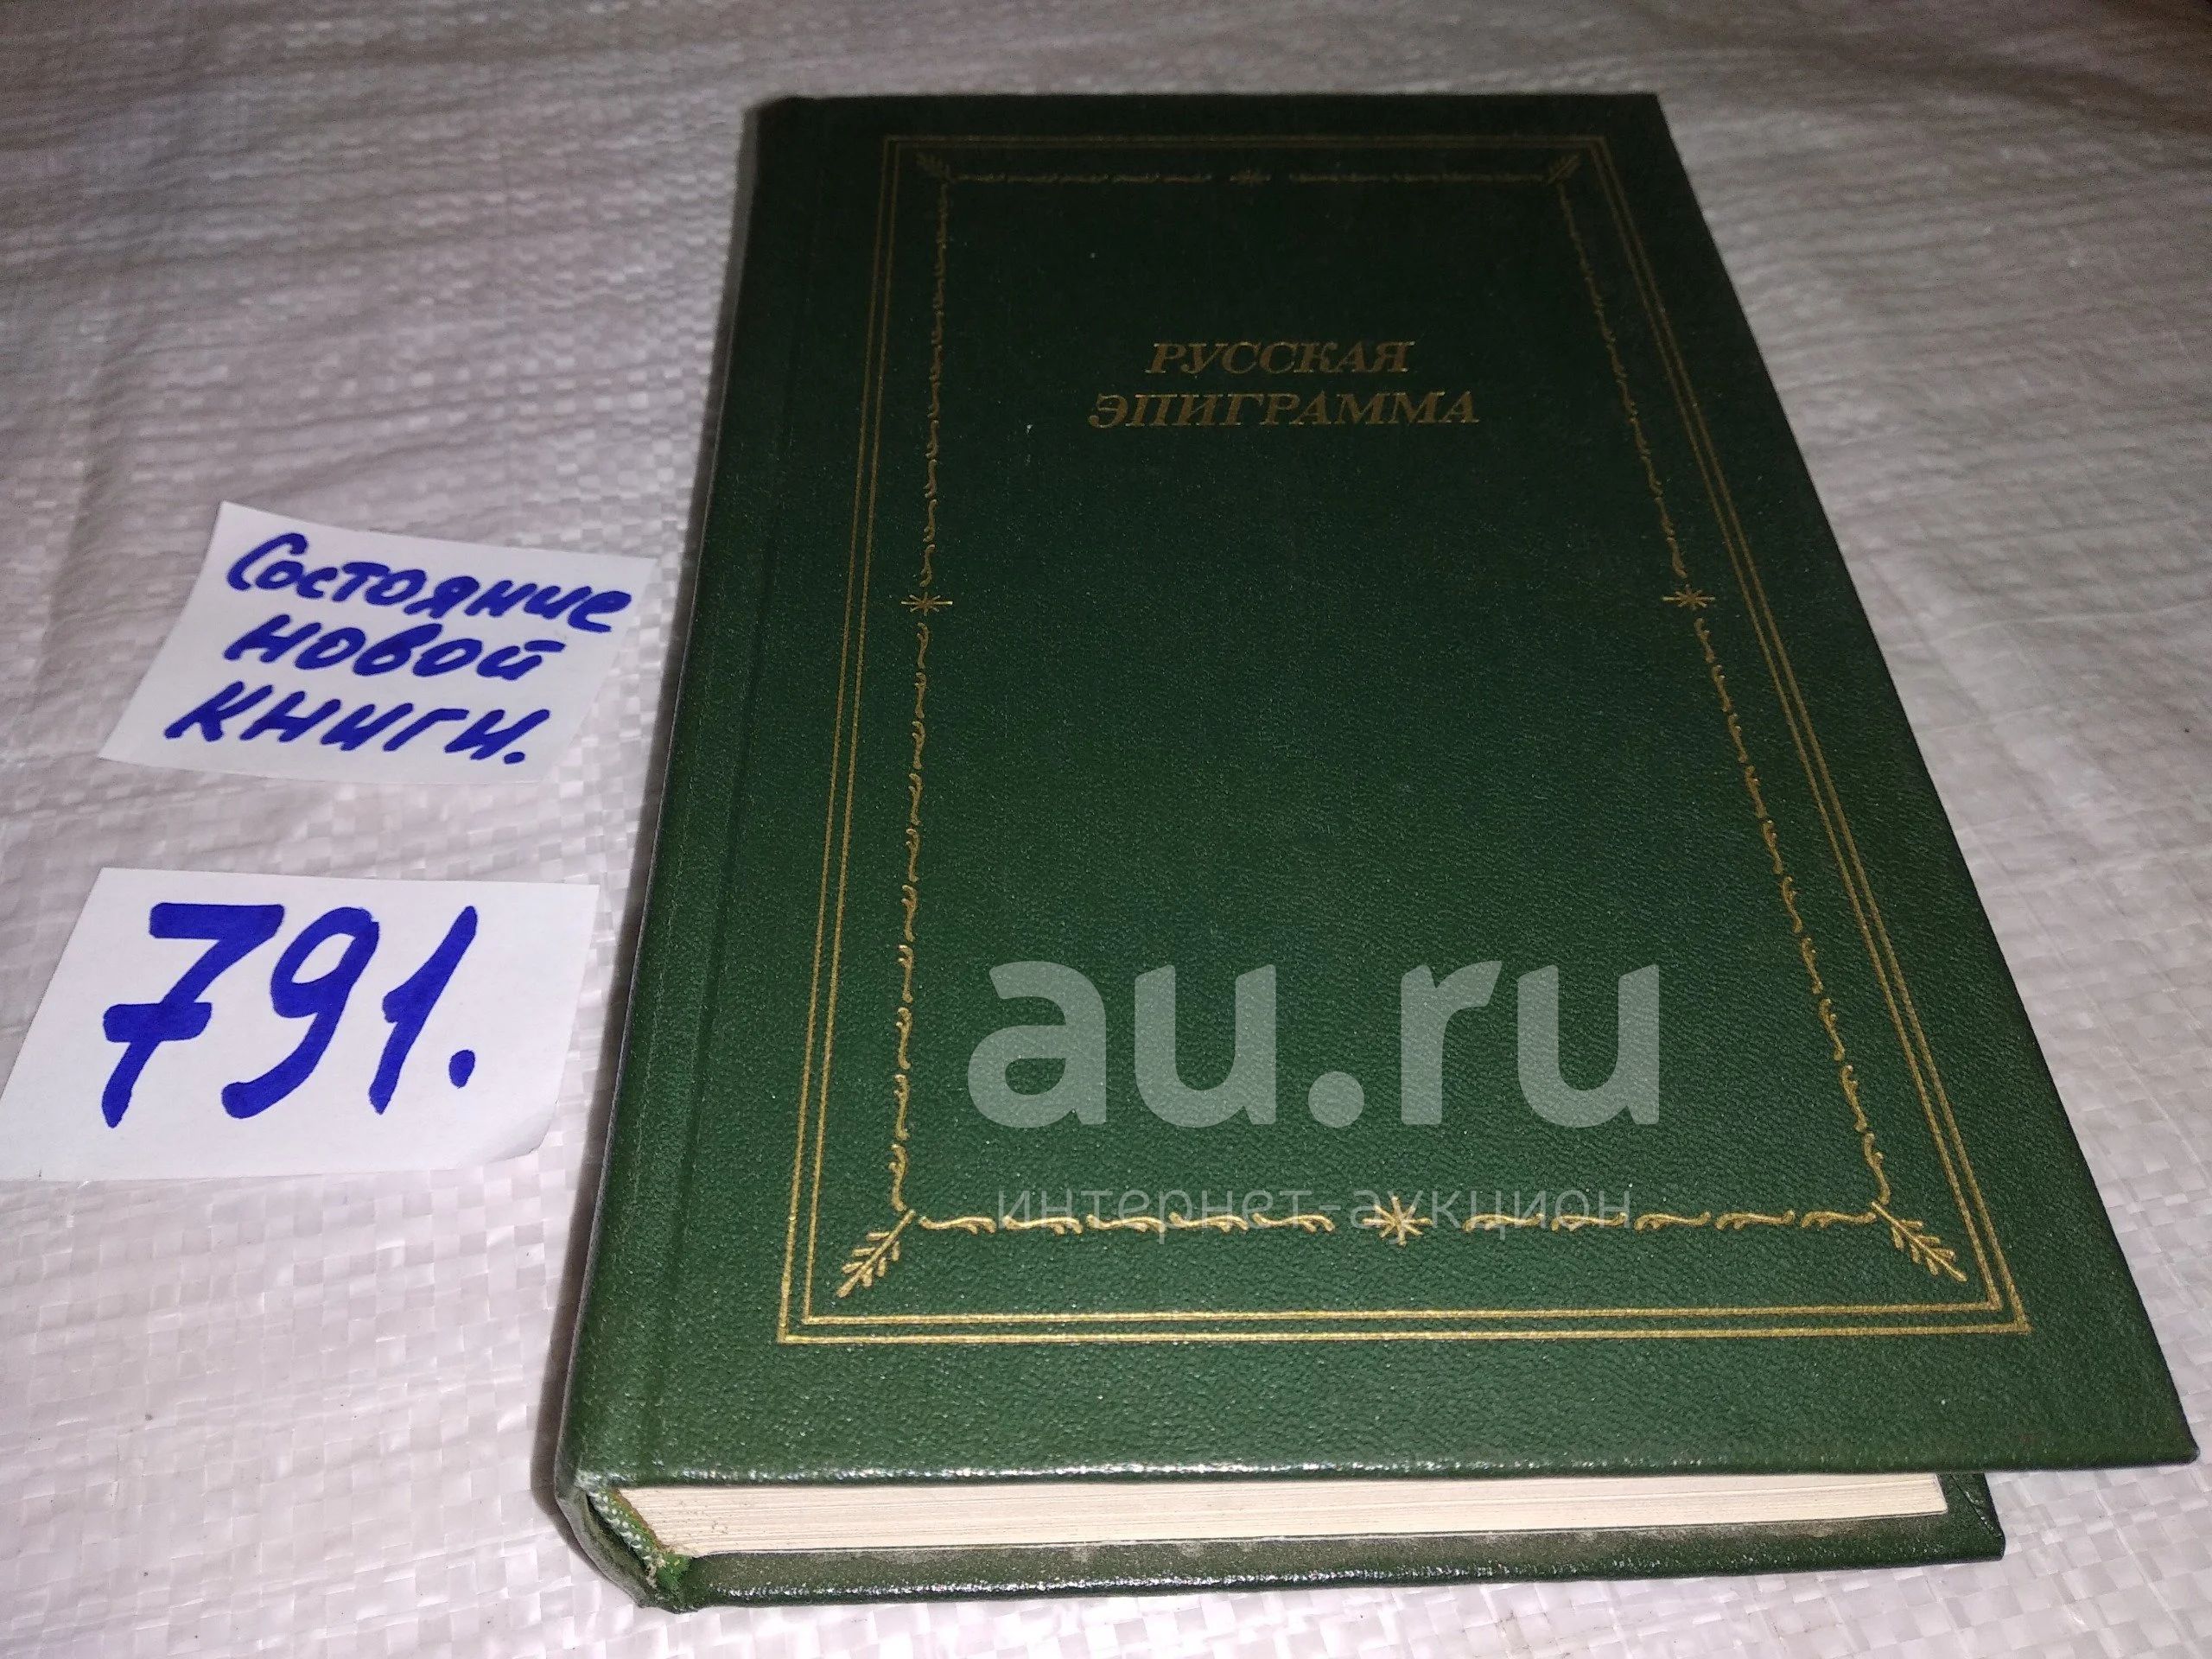 РУССКАЯ
ЭПИГРАММА
Состояние
новой
книги.
791.
au.ru
интернет-аукцион